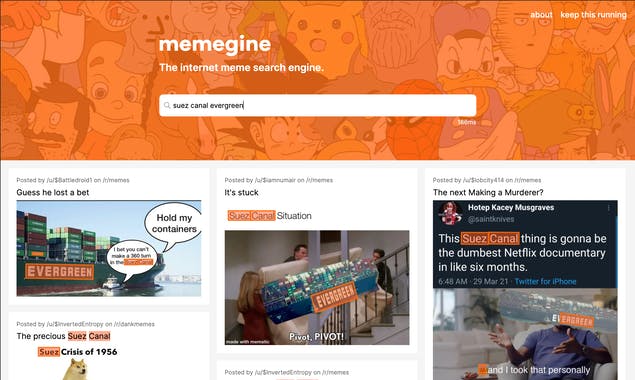 about keep this running
memegine
The internet meme search engine.
suez canal evergreen
388ms
Posted by /u/$Battledroid1 on /r/memes
Guess he lost a bet
Hold my
containers
I bet you can't
make a 360 turn
in the
EVERGREEN
Posted by /u/$InvertedEntropy on /r/dankmemes
The precious Suez Canal
Suez Crisis of 1956
Posted by /u/$iamnumair on /r/memes
It's stuck
Suez Canal Situation
EVERGREEN
Pivot, PIVOT!
made with mematic
Posted by /u/$InvertedEntropy on /r/memes
Posted by /u/$lobcity414 on /r/memes
The next Making a Murderer?
Hotep Kacey Musgraves
@saintknives
This Suez Canal thing is gonna be
the dumbest Netflix documentary
in like six months.
6:48 AM · 29 Mar 21 · Twitter for iPhone
EVERGREEN
and I took that personally